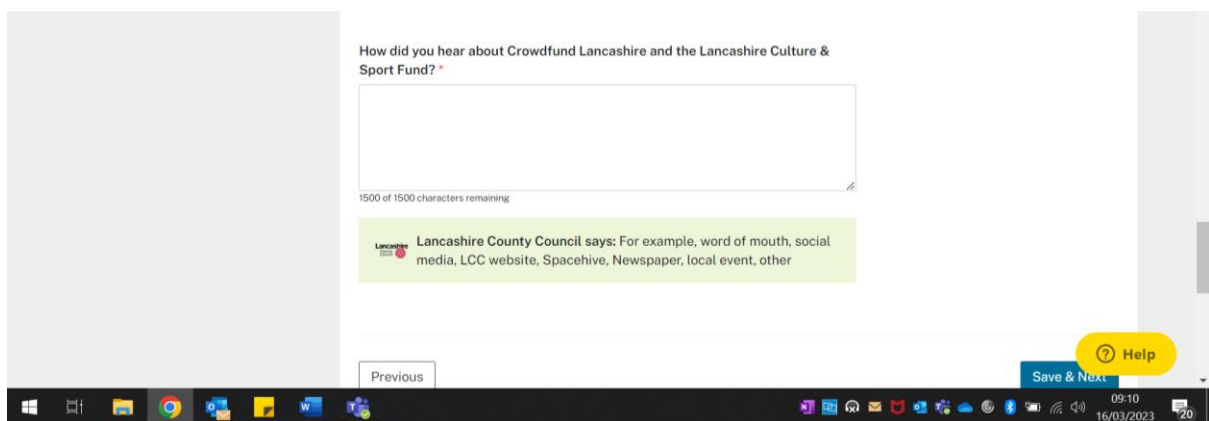 How did you hear about Crowdfund Lancashire and the Lancashire Culture &
Sport Fund? *
1500 of 1500 characters remaining
Lancashire
Lancashire County Council says: For example, word of mouth, social
media, LCC website, Spacehive, Newspaper, local event, other
Help
Previous
Save & Next
09:10
16/03/2023
20